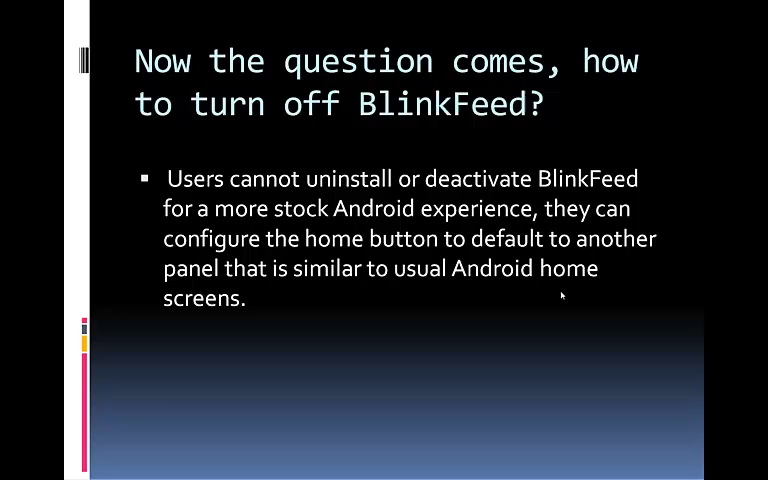 Now the question comes, how
to turn off BlinkFeed?
▪ Users cannot uninstall or deactivate BlinkFeed
for a more stock Android experience, they can
configure the home button to default to another
panel that is similar to usual Android home
screens.